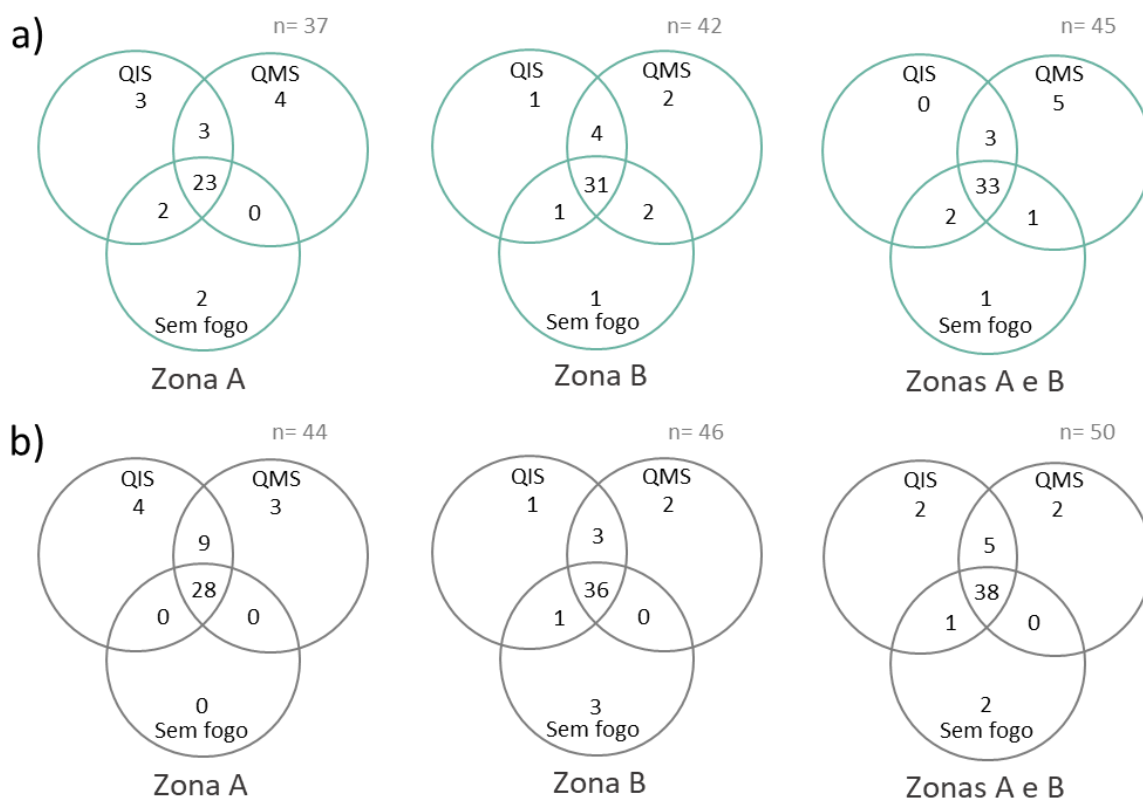 a)
n= 37
n= 42
n= 45
QIS QMS
3 4
3
23
2 0
2
Sem fogo
Zona A
QIS QMS
1 2
4
31
1 2
1
Sem fogo
Zona B
QIS QMS
0 5
3
33
2 1
1
Sem fogo
Zonas A e B
b)
n= 44
n= 46
n= 50
QIS QMS
4 3
9
28
0 0
0
Sem fogo
Zona A
QIS QMS
1 2
3
36
1 0
3
Sem fogo
Zona B
QIS QMS
2 2
5
38
1 0
2
Sem fogo
Zonas A e B